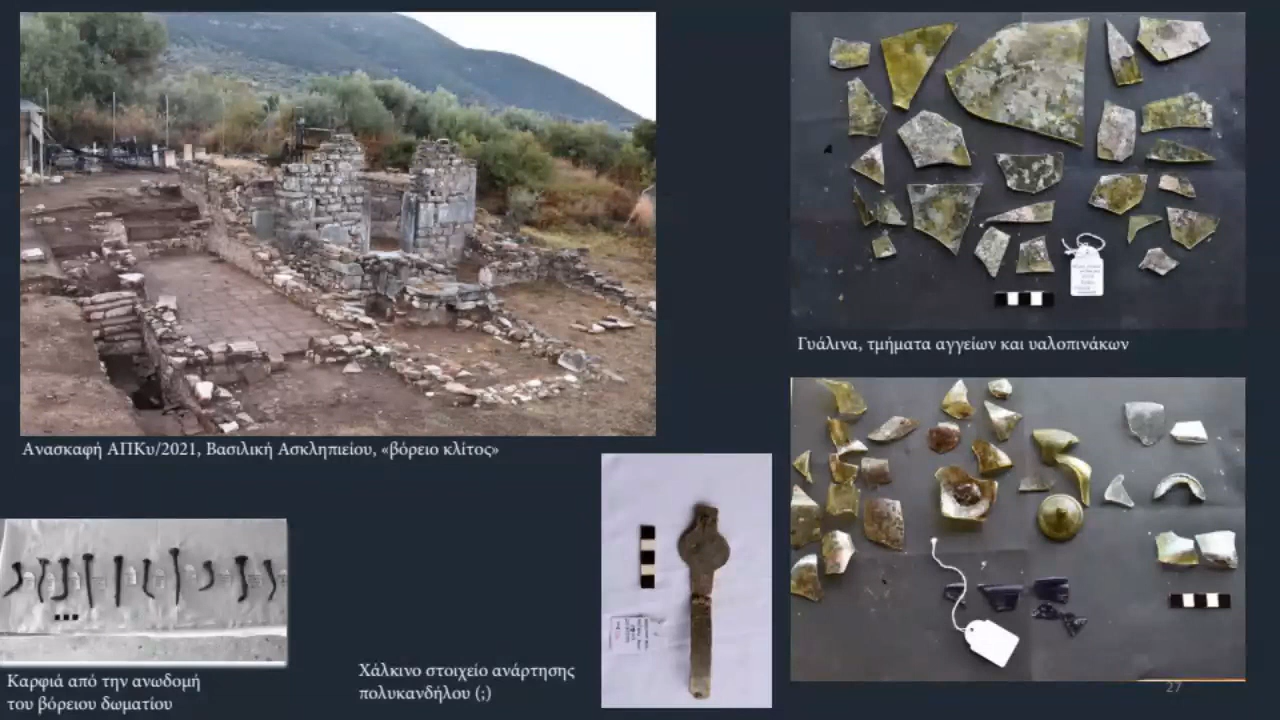 Ανασκαφή ΑΠΚυ/2021, Βασιλική Ασκληπιείου, «βόρειο κλίτος»
Γυάλινα, τμήματα αγγείων και υαλοπινάκων
Καρφιά από την ανωδομή
του βόρειου δωματίου
Χάλκινο στοιχείο ανάρτησης
πολυκανδήλου (;)
27